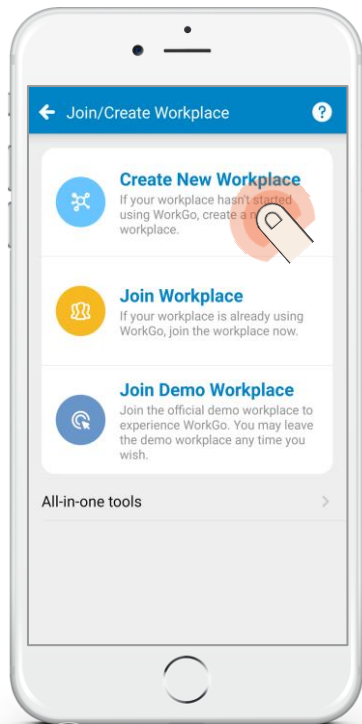 Join/Create Workplace
Create New Workplace
If your workplace hasn't started
using WorkGo, create a
workplace.
Join Workplace
If your workplace is already using
WorkGo, join the workplace now.
Join Demo Workplace
Join the official demo workplace to
experience WorkGo. You may leave
the demo workplace any time you
wish.
All-in-one tools